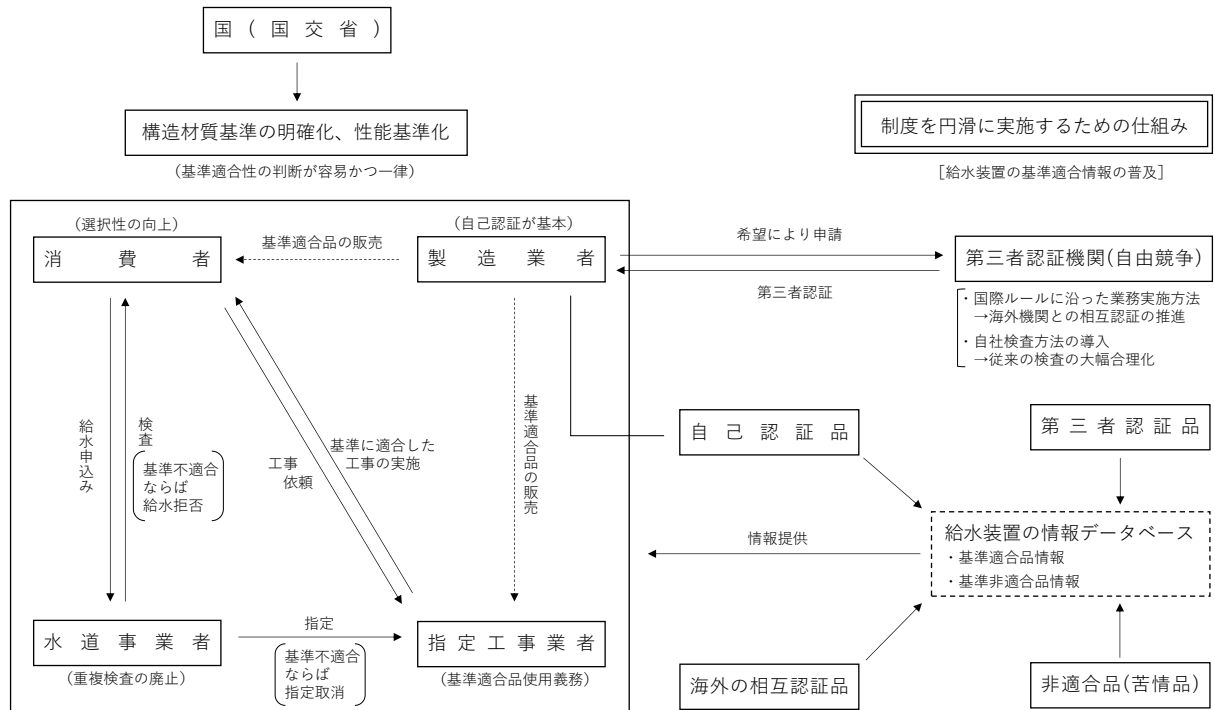 国(国交省)
構造材質基準の明確化、性能基準化
(基準適合性の判断が容易かつ一律)
制度を円滑に実施するための仕組み
[給水装置の基準適合情報の普及]
(選択性の向上)
消費者
基準適合品の販売
(自己認証が基本)
製造業者
希望により申請
第三者認証
第三者認証機関(自由競争)
・国際ルールに沿った業務実施方法
→海外機関との相互認証の推進
・自社検査方法の導入
→従来の検査の大幅合理化
給水申込み
検査
基準不適合
ならば
給水拒否
工事
依頼
基準に適合した
工事の実施
基準適合品の販売
自己認証品
第三者認証品
情報提供
給水装置の情報データベース
・基準適合品情報
・基準非適合品情報
水道事業者
(重複検査の廃止)
指定
基準不適合
ならば
指定取消
指定工事業者
(基準適合品使用義務)
海外の相互認証品
非適合品(苦情品)